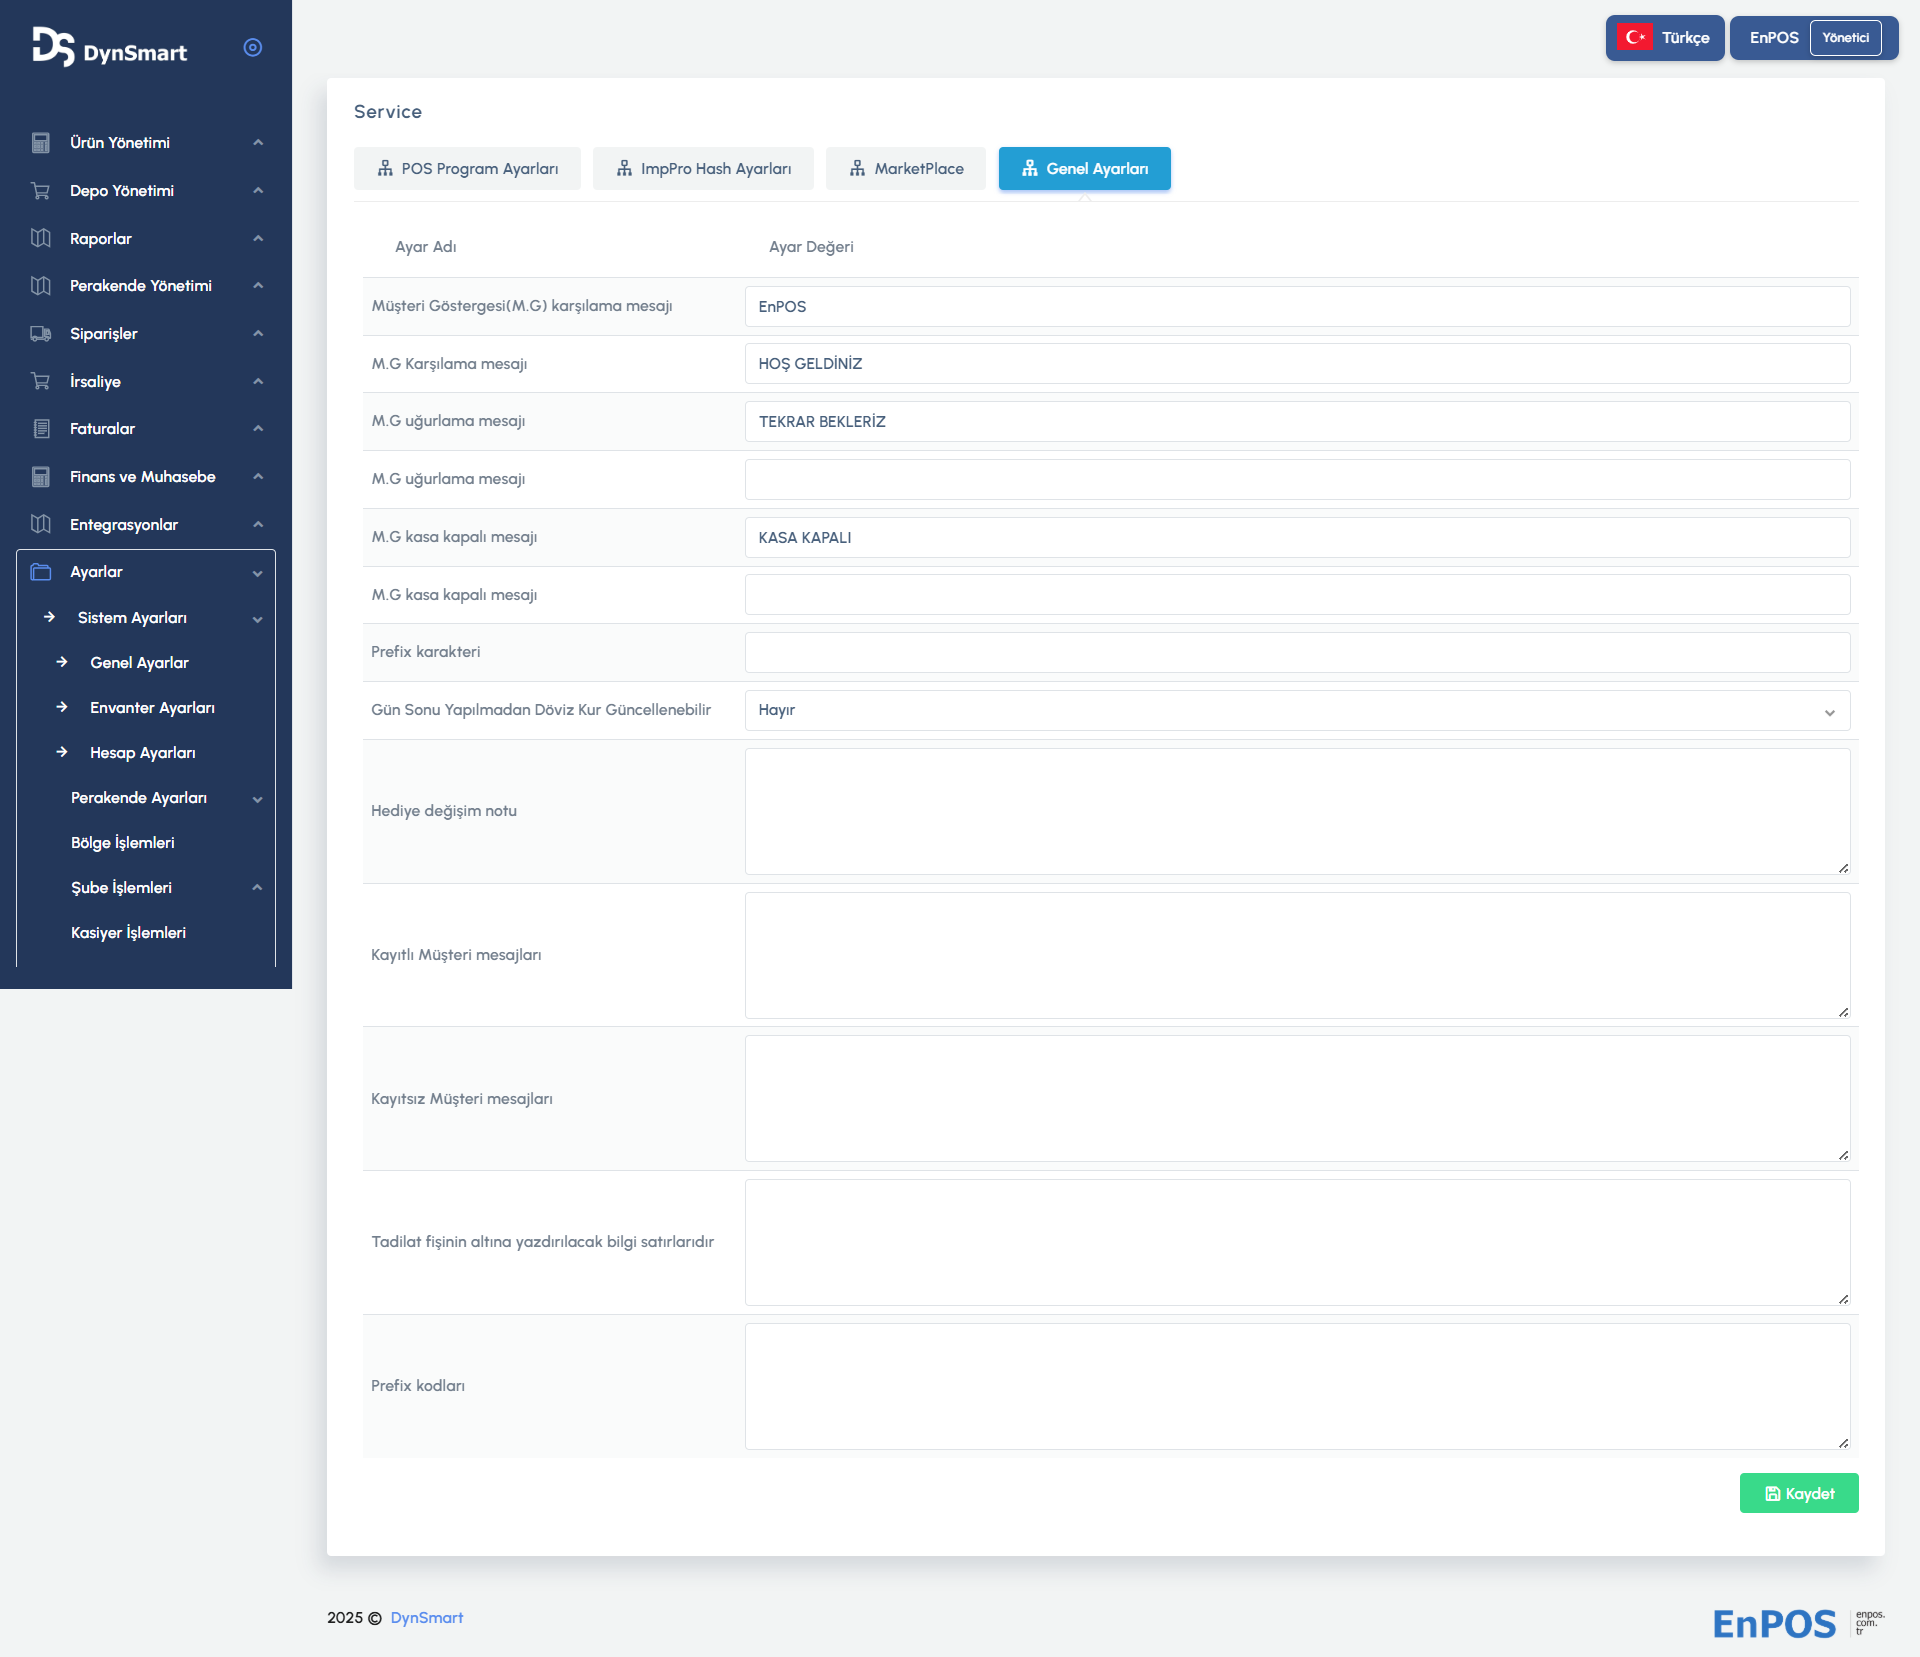 DS DynSmart
Türkçe
EnPOS Yönetici
Ürün Yönetimi
Depo Yönetimi
Raporlar
Perakende Yönetimi
Siparişler
İrsaliye
Faturalar
Finans ve Muhasebe
Entegrasyonlar
Ayarlar
Sistem Ayarları
Genel Ayarlar
Envanter Ayarları
Hesap Ayarları
Perakende Ayarları
Bölge İşlemleri
Şube İşlemleri
Kasiyer İşlemleri
Service
POS Program Ayarları
ImpPro Hash Ayarları
MarketPlace
Genel Ayarları
Ayar Adı Ayar Değeri
Müşteri Göstergesi(M.G) karşılama mesajı EnPOS
M.G Karşılama mesajı HOŞ GELDİNİZ
M.G uğurlama mesajı TEKRAR BEKLERİZ
M.G uğurlama mesajı
M.G kasa kapalı mesajı KASA KAPALI
M.G kasa kapalı mesajı
Prefix karakteri
Gün Sonu Yapılmadan Döviz Kur Güncellenebilir Hayır
Hediye değişim notu
Kayıtlı Müşteri mesajları
Kayıtsız Müşteri mesajları
Tadilat fişinin altına yazdırılacak bilgi satırlarıdır
Prefix kodları
Kaydet
2025 © DynSmart
EnPOS
enpos.
com.
tr